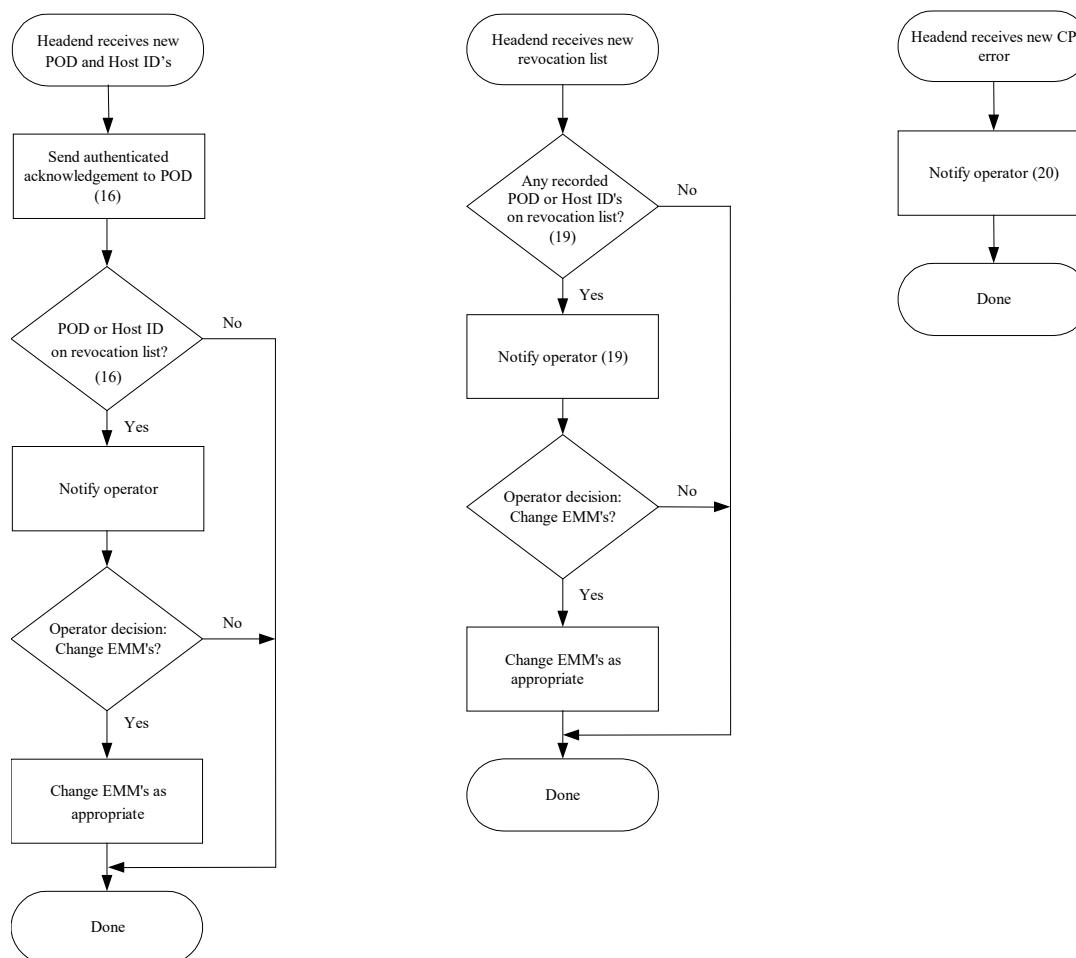 Headend receives new
POD and Host ID’s
Send authenticated
acknowledgement to POD
(16)
POD or Host ID
on revocation list?
(16)
No
Yes
Notify operator
Operator decision:
Change EMM's?
No
Yes
Change EMM's as
appropriate
Done
Headend receives new
revocation list
Any recorded
POD or Host ID's
on revocation list?
(19)
No
Yes
Notify operator (19)
Operator decision:
Change EMM's?
No
Yes
Change EMM's as
appropriate
Done
Headend receives new CP
error
Notify operator (20)
Done